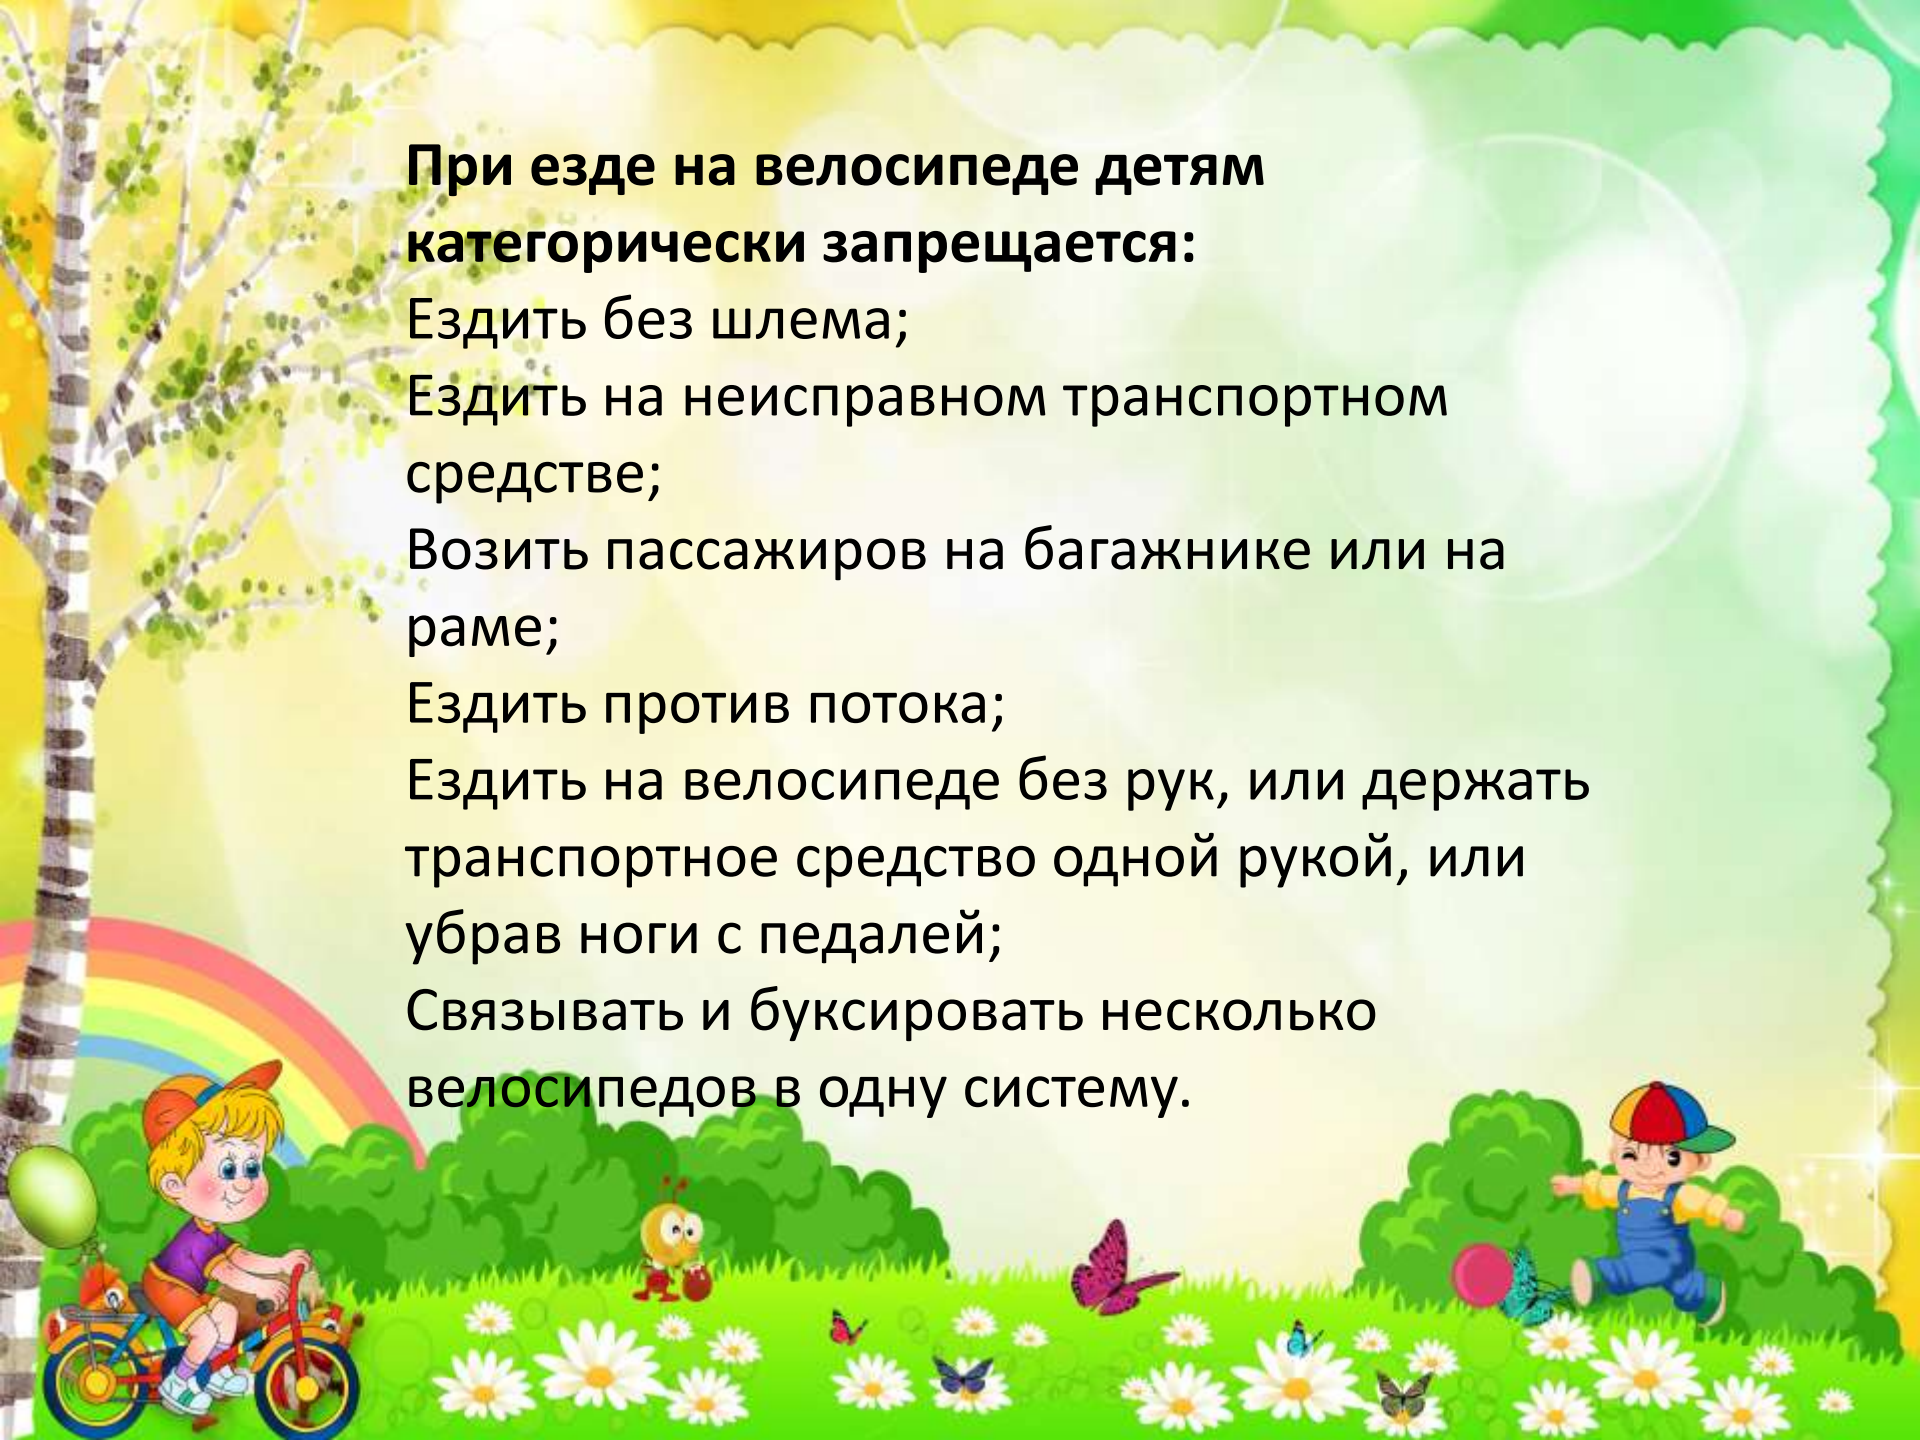 При езде на велосипеде детям
категорически запрещается:
Ездить без шлема;
Ездить на неисправном транспортном
средстве;
Возить пассажиров на багажнике или на
раме;
Ездить против потока;
Ездить на велосипеде без рук, или держать
транспортное средство одной рукой, или
убрав ноги с педалей;
Связывать и буксировать несколько
велосипедов в одну систему.